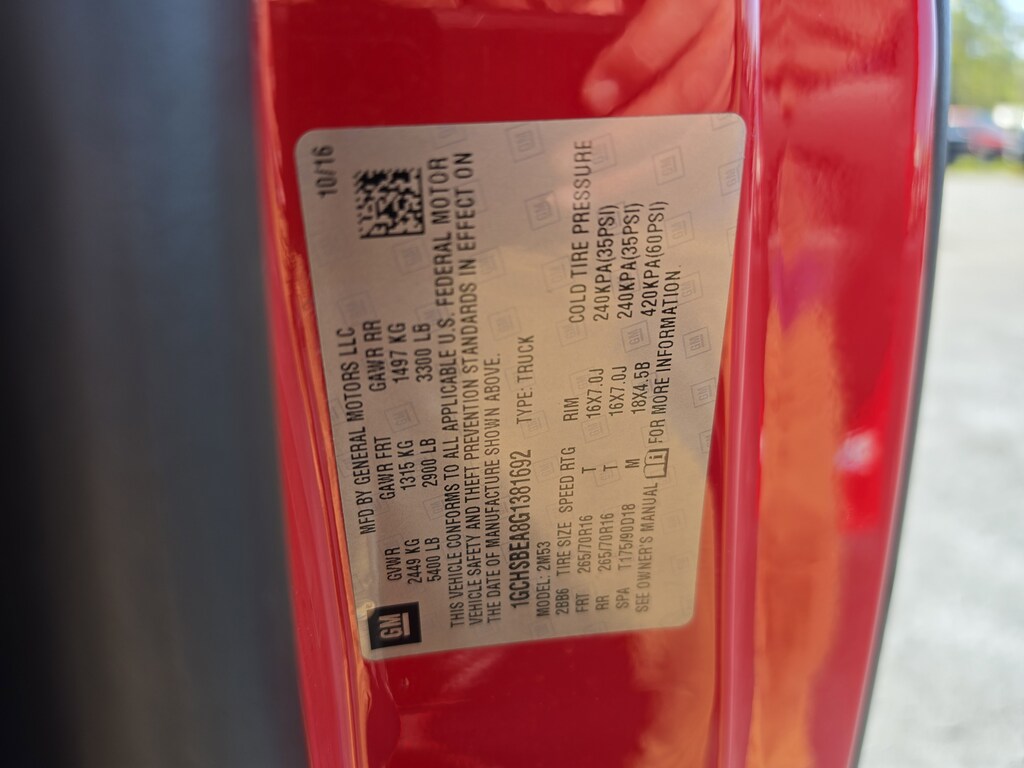 GM
MFD BY GENERAL MOTORS LLC 10/16
GVWR GAWR FRT GAWR RR
2449 KG 1315 KG 1497 KG
5400 LB 2900 LB 3300 LB
THIS VEHICLE CONFORMS TO ALL APPLICABLE U.S. FEDERAL MOTOR
VEHICLE SAFETY AND THEFT PREVENTION STANDARDS IN EFFECT ON
THE DATE OF MANUFACTURE SHOWN ABOVE.
1GCHSBEA8G1381692 TYPE: TRUCK
MODEL: 2M53
2BB6 TIRE SIZE SPEED RTG RIM COLD TIRE PRESSURE
FRT 265/70R16 T 16X7.0J 240KPA(35PSI)
RR 265/70R16 T 16X7.0J 240KPA(35PSI)
SPA T175/90D18 M 18X4.5B 420KPA(60PSI)
SEE OWNER'S MANUAL FOR MORE INFORMATION